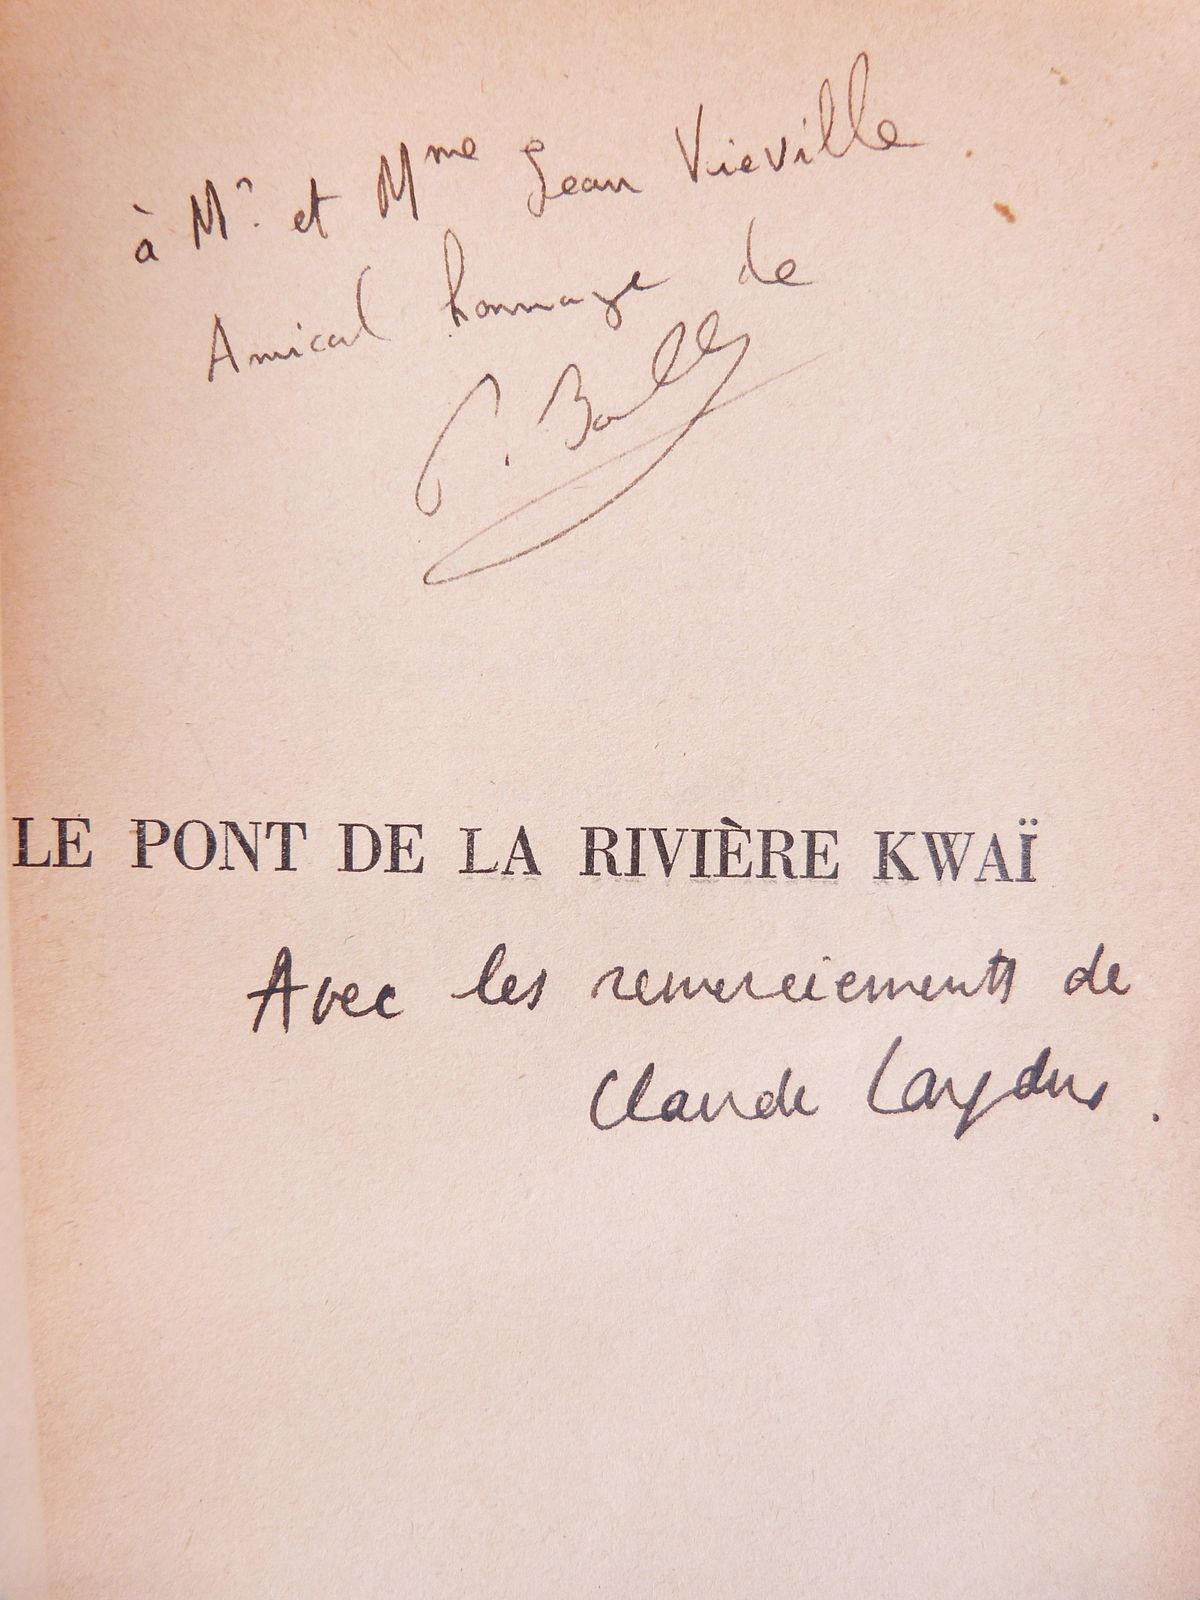 à Mr. et Mme Jean Vieville
Amical hommage de
P. Boulle
LE PONT DE LA RIVIÈRE KWAÏ
Avec les remerciements de
Claude